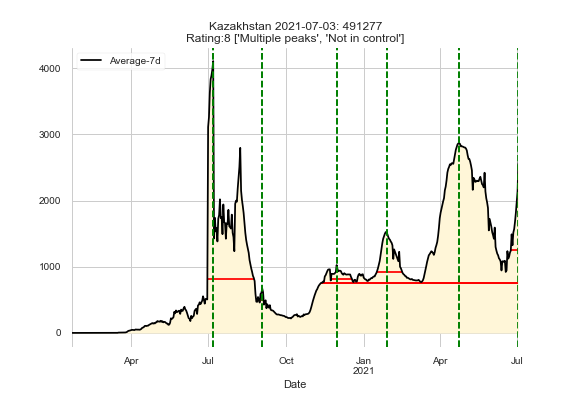 Kazakhstan 2021-07-03: 491277
Rating:8 ['Multiple peaks', 'Not in control']
Average-7d
4000
3000
2000
1000
0
Apr
Jul
Oct
Jan
2021
Apr
Jul
Date